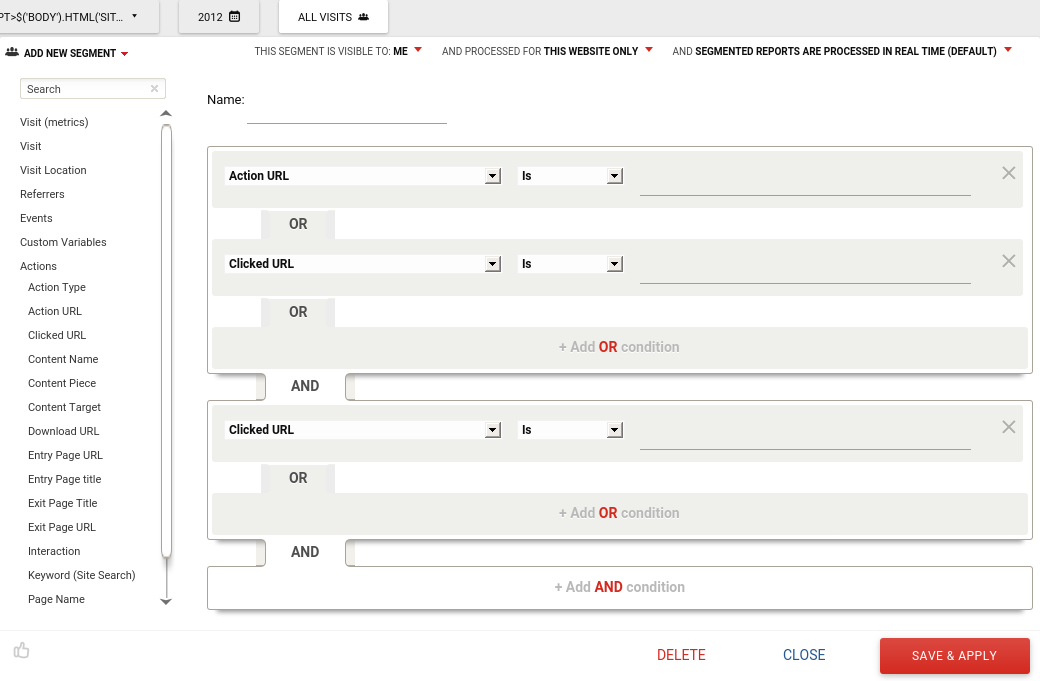 PT>$('BODY').HTML('SIT...
2012
ALL VISITS
ADD NEW SEGMENT
THIS SEGMENT IS VISIBLE TO: ME
AND PROCESSED FOR THIS WEBSITE ONLY
AND SEGMENTED REPORTS ARE PROCESSED IN REAL TIME (DEFAULT)
Search
Visit (metrics)
Visit
Visit Location
Referrers
Events
Custom Variables
Actions
Action Type
Action URL
Clicked URL
Content Name
Content Piece
Content Target
Download URL
Entry Page URL
Entry Page title
Exit Page Title
Exit Page URL
Interaction
Keyword (Site Search)
Page Name
Name:
Action URL
Is
OR
Clicked URL
Is
OR
+ Add OR condition
AND
Clicked URL
Is
OR
+ Add OR condition
AND
+ Add AND condition
DELETE
CLOSE
SAVE & APPLY